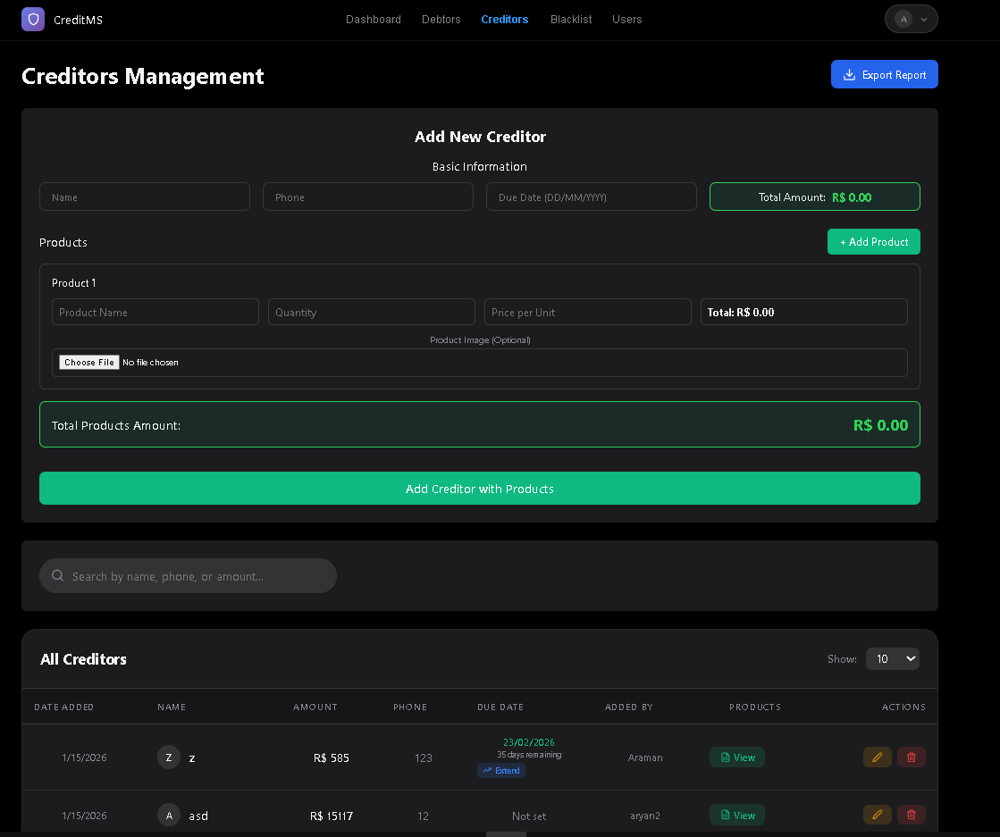 CreditMS Dashboard Debtors Creditors Blacklist Users A
Creditors Management Export Report
Add New Creditor
Basic Information
Name Phone Due Date (DD/MM/YYYY) Total Amount: R$ 0.00
Products + Add Product
Product 1
Product Name Quantity Price per Unit Total: R$ 0.00
Product Image (Optional)
Choose File No file chosen
Total Products Amount: R$ 0.00
Add Creditor with Products
Search by name, phone, or amount...
All Creditors Show: 10
DATE ADDED NAME AMOUNT PHONE DUE DATE ADDED BY PRODUCTS ACTIONS
23/02/2026
1/15/2026 Z z R$ 585 123 35 days remaining Araman View
Extend
1/15/2026 A asd R$ 15117 12 Not set aryan2 View